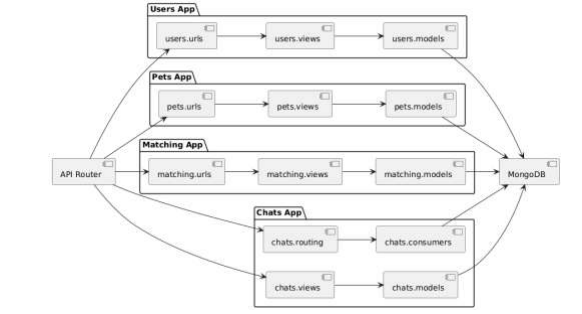 Users App
users.urls
users.views
users.models
Pets App
pets.urls
pets.views
pets.models
Matching App
API Router
matching.urls
matching.views
matching.models
MongoDB
Chats App
chats.routing
chats.consumers
chats.views
chats.models